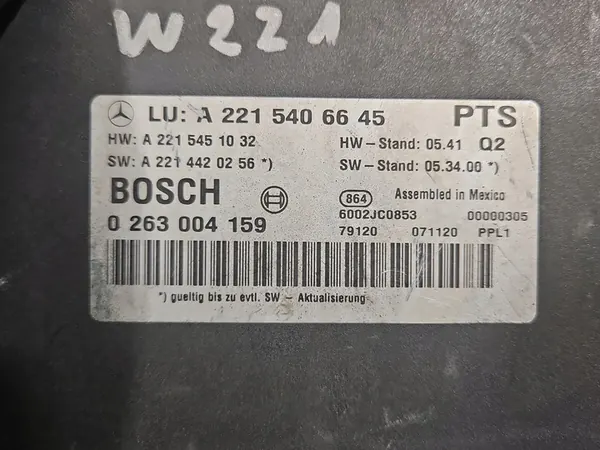 W221
LU: A 221 540 66 45 PTS
HW: A 221 545 10 32 HW-Stand: 05.41 Q2
SW: A 221 442 02 56 *) SW-Stand: 05.34.00 *)
BOSCH 864 Assembled in Mexico
6002JC0853 00000305
0 263 004 159 79120 071120 PPL1
*) gueltig bis zu evtl. SW - Aktualisierung